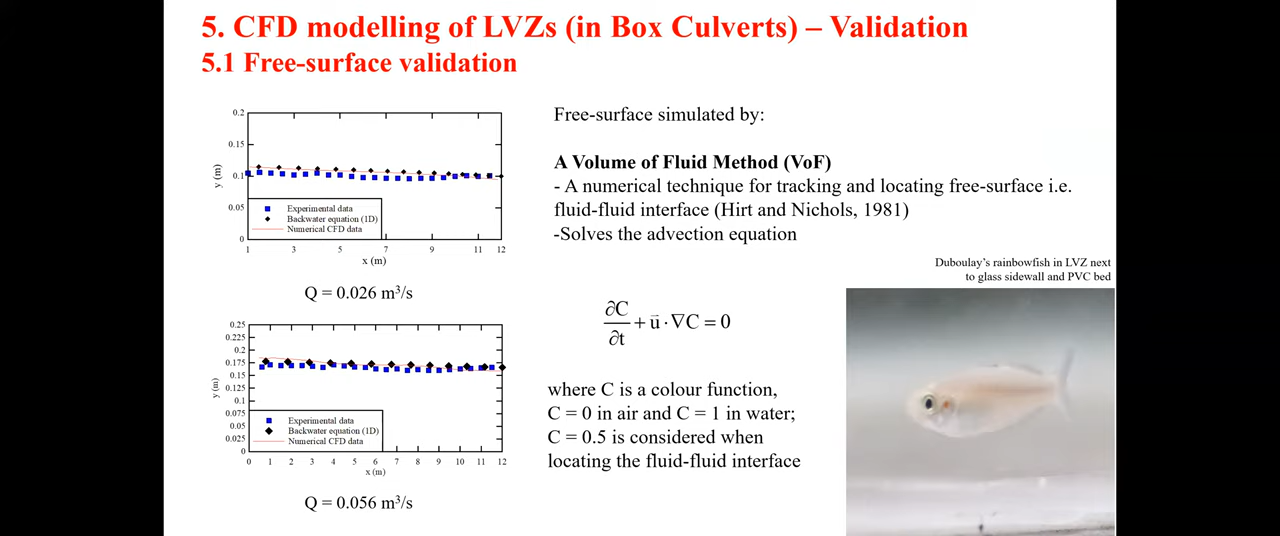 5. CFD modelling of LVZs (in Box Culverts) – Validation
5.1 Free-surface validation
0.2
0.15
0.1
0.05
0
y (m)
Experimental data
Backwater equation (1D)
Numerical CFD data
1 3 5 7 9 11 12
x (m)
Q = 0.026 m³/s
0.25
0.225
0.2
0.175
0.15
0.125
0.1
0.075
0.05
0.025
0
y (m)
Experimental data
Backwater equation (1D)
Numerical CFD data
0 1 2 3 4 5 6 7 8 9 10 11 12
x (m)
Q = 0.056 m³/s
Free-surface simulated by:
A Volume of Fluid Method (VoF)
- A numerical technique for tracking and locating free-surface i.e.
fluid-fluid interface (Hirt and Nichols, 1981)
-Solves the advection equation
∂C/∂t + u⃗ · ∇C = 0
where C is a colour function,
C = 0 in air and C = 1 in water;
C = 0.5 is considered when
locating the fluid-fluid interface
Duboulay's rainbowfish in LVZ next
to glass sidewall and PVC bed